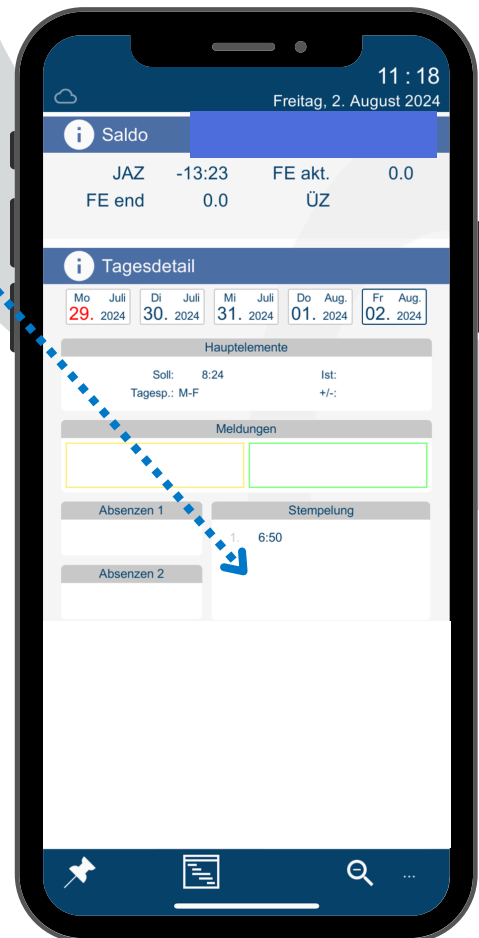 11 : 18
Freitag, 2. August 2024
i Saldo
JAZ -13:23 FE akt. 0.0
FE end 0.0 ÜZ
i Tagesdetail
Mo Juli Di Juli Mi Juli Do Aug. Fr Aug.
29. 2024 30. 2024 31. 2024 01. 2024 02. 2024
Hauptelemente
Soll: 8:24 Ist:
Tagesp.: M-F +/-:
Meldungen
Absenzen 1 Stempelung
1. 6:50
Absenzen 2
...